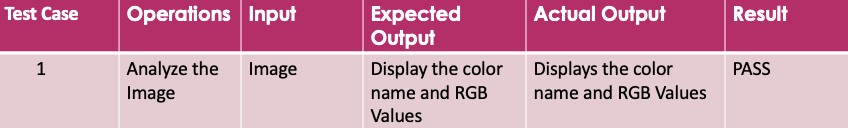 Test Case Operations Input Expected Output Actual Output Result
1 Analyze the Image Image Display the color name and RGB Values Displays the color name and RGB Values PASS